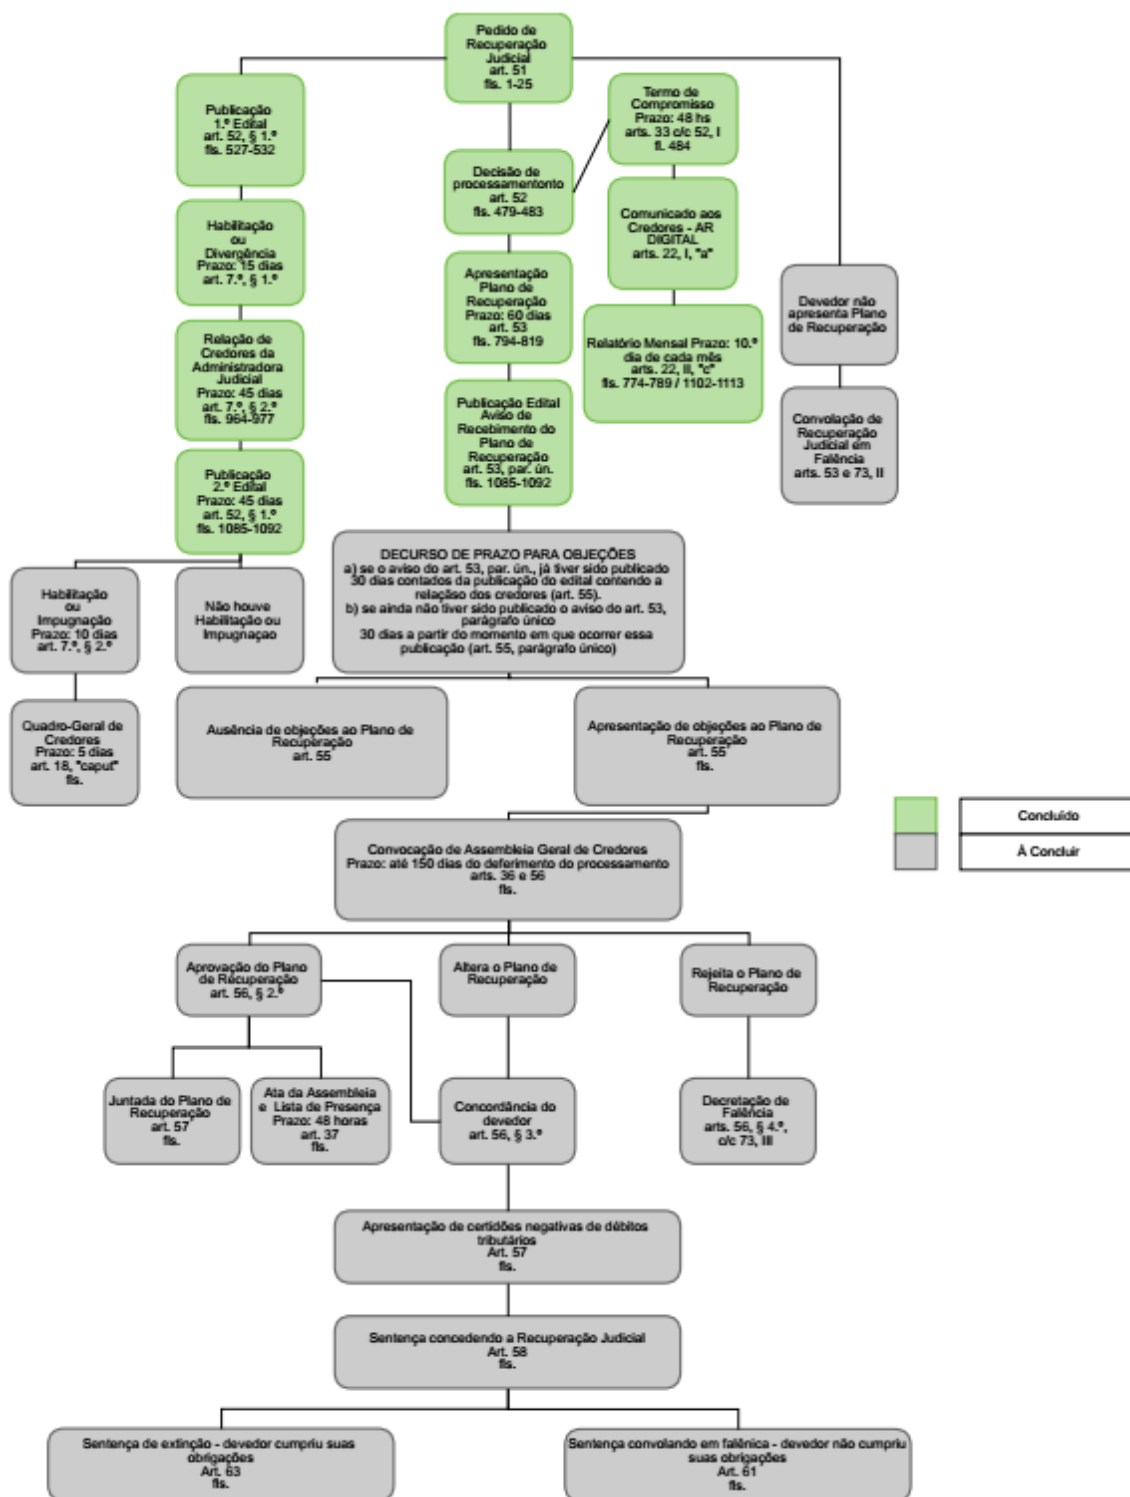 Pedido de
Recuperação
Judicial
art. 51
fls. 1-25
Publicação
1.º Edital
art. 52, § 1.º
fls. 527-532
Termo de
Compromisso
Prazo: 48 hs
arts. 33 c/c 52, I
fl. 484
Decisão de
processamentonto
art. 52
fls. 479-483
Comunicado aos
Credores - AR
DIGITAL
arts. 22, I, "a"
Habilitação
ou
Divergência
Prazo: 15 dias
art. 7.º, § 1.º
Apresentação
Plano de
Recuperação
Prazo: 60 dias
art. 53
fls. 794-819
Devedor não
apresenta Plano
de Recuperação
Relação de
Credores da
Administradora
Judicial
Prazo: 45 dias
art. 7.º, § 2.º
fls. 964-977
Relatório Mensal Prazo: 10.º
dia de cada mês
arts. 22, II, "c"
fls. 774-789 / 1102-1113
Publicação Edital
Aviso de
Recebimento do
Plano de
Recuperação
art. 53, par. ún.
fls. 1085-1092
Convolação de
Recuperação
Judicial em
Falência
arts. 53 e 73, II
Publicação
2.º Edital
Prazo: 45 dias
art. 52, § 1.º
fls. 1085-1092
DECURSO DE PRAZO PARA OBJEÇÕES
a) se o aviso do art. 53, par. ún., já tiver sido publicado
30 dias contados da publicação do edital contendo a
relaçãso dos credores (art. 55).
b) se ainda não tiver sido publicado o aviso do art. 53,
parágrafo único
30 dias a partir do momento em que ocorrer essa
publicação (art. 55, parágrafo único)
Habilitação
ou
Impugnação
Prazo: 10 dias
art. 7.º, § 2.º
Não houve
Habilitação ou
Impugnaçao
Quadro-Geral de
Credores
Prazo: 5 dias
art. 18, "caput"
fls.
Ausência de objeções ao Plano de
Recuperação
art. 55
Apresentação de objeções ao Plano de
Recuperação
art. 55
fls.
Concluído
À Concluir
Convocação de Assembleia Geral de Credores
Prazo: até 150 dias do deferimento do processamento
arts. 36 e 56
fls.
Aprovação do Plano
de Recuperação
art. 56, § 2.º
Altera o Plano de
Recuperação
Rejeita o Plano de
Recuperação
Juntada do Plano de
Recuperação
art. 57
fls.
Ata da Assembleia
e Lista de Presença
Prazo: 48 horas
art. 37
fls.
Concordância do
devedor
art. 56, § 3.º
Decretação de
Falência
arts. 56, § 4.º,
c/c 73, III
Apresentação de certidões negativas de débitos
tributários
Art. 57
fls.
Sentença concedendo a Recuperação Judicial
Art. 58
fls.
Sentença de extinção - devedor cumpriu suas
obrigações
Art. 63
fls.
Sentença convolando em falênica - devedor não cumpriu
suas obrigações
Art. 61
fls.